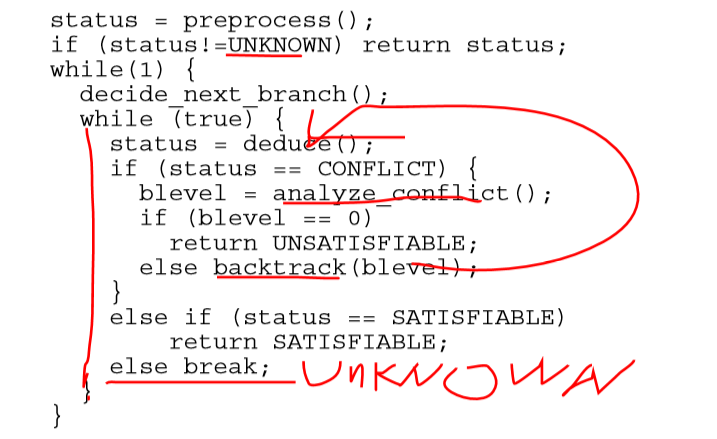 status = preprocess();
if (status!=UNKNOWN) return status;
while(1) {
decide_next_branch();
while (true) {
status = deduce();
if (status == CONFLICT) {
blevel = analyze_conflict();
if (blevel == 0)
return UNSATISFIABLE;
else backtrack(blevel);
}
else if (status == SATISFIABLE)
return SATISFIABLE;
else break; UNKNOWN
}
}